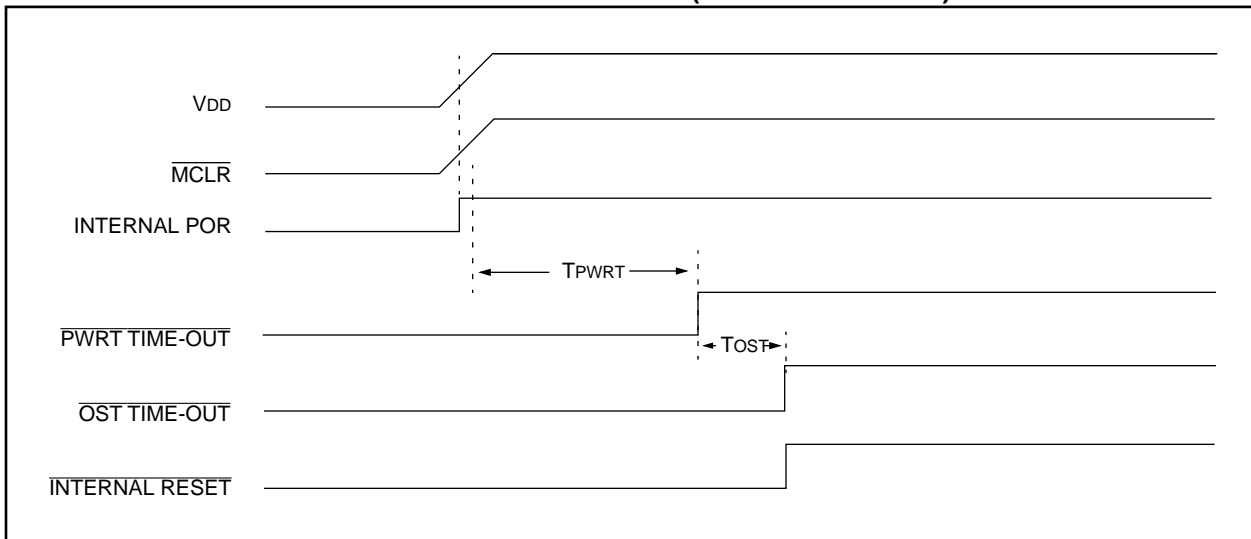 VDD
MCLR
INTERNAL POR
TPWRT
PWRT TIME-OUT
TOST
OST TIME-OUT
INTERNAL RESET